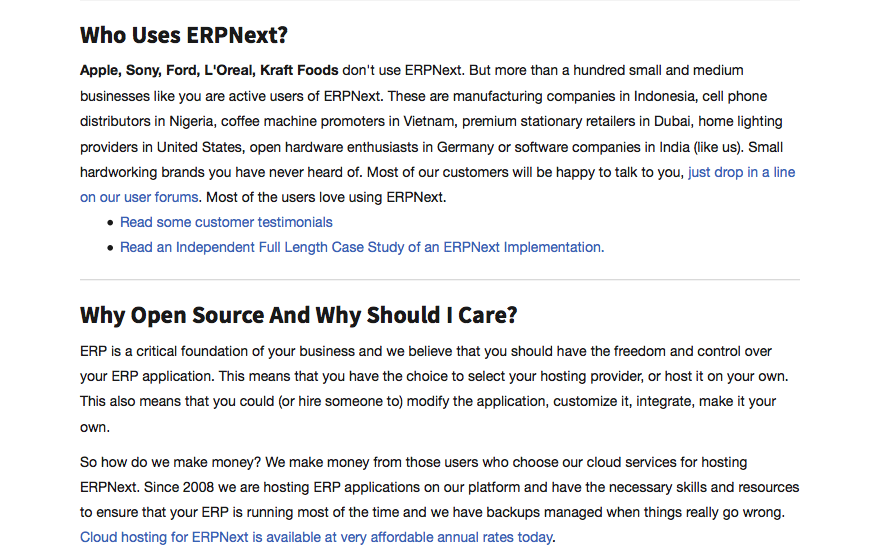 Who Uses ERPNext?
Apple, Sony, Ford, L'Oreal, Kraft Foods don't use ERPNext. But more than a hundred small and medium
businesses like you are active users of ERPNext. These are manufacturing companies in Indonesia, cell phone
distributors in Nigeria, coffee machine promoters in Vietnam, premium stationary retailers in Dubai, home lighting
providers in United States, open hardware enthusiasts in Germany or software companies in India (like us). Small
hardworking brands you have never heard of. Most of our customers will be happy to talk to you, just drop in a line
on our user forums. Most of the users love using ERPNext.
• Read some customer testimonials
• Read an Independent Full Length Case Study of an ERPNext Implementation.
Why Open Source And Why Should I Care?
ERP is a critical foundation of your business and we believe that you should have the freedom and control over
your ERP application. This means that you have the choice to select your hosting provider, or host it on your own.
This also means that you could (or hire someone to) modify the application, customize it, integrate, make it your
own.
So how do we make money? We make money from those users who choose our cloud services for hosting
ERPNext. Since 2008 we are hosting ERP applications on our platform and have the necessary skills and resources
to ensure that your ERP is running most of the time and we have backups managed when things really go wrong.
Cloud hosting for ERPNext is available at very affordable annual rates today.